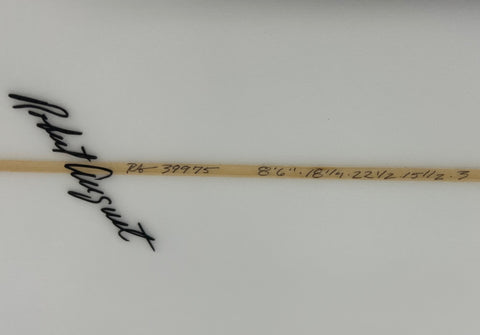 Robert August
RA 39975 8'6" · 18 1/4 · 22 1/2 15 1/2 · 3